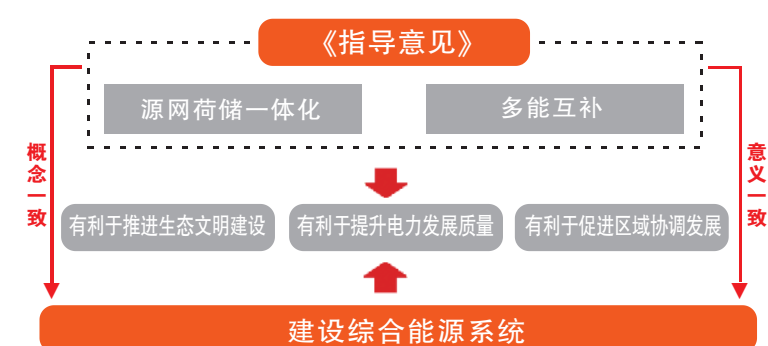 《指导意见》
源网荷储一体化
多能互补
概念一致
意义一致
有利于推进生态文明建设
有利于提升电力发展质量
有利于促进区域协调发展
建设综合能源系统